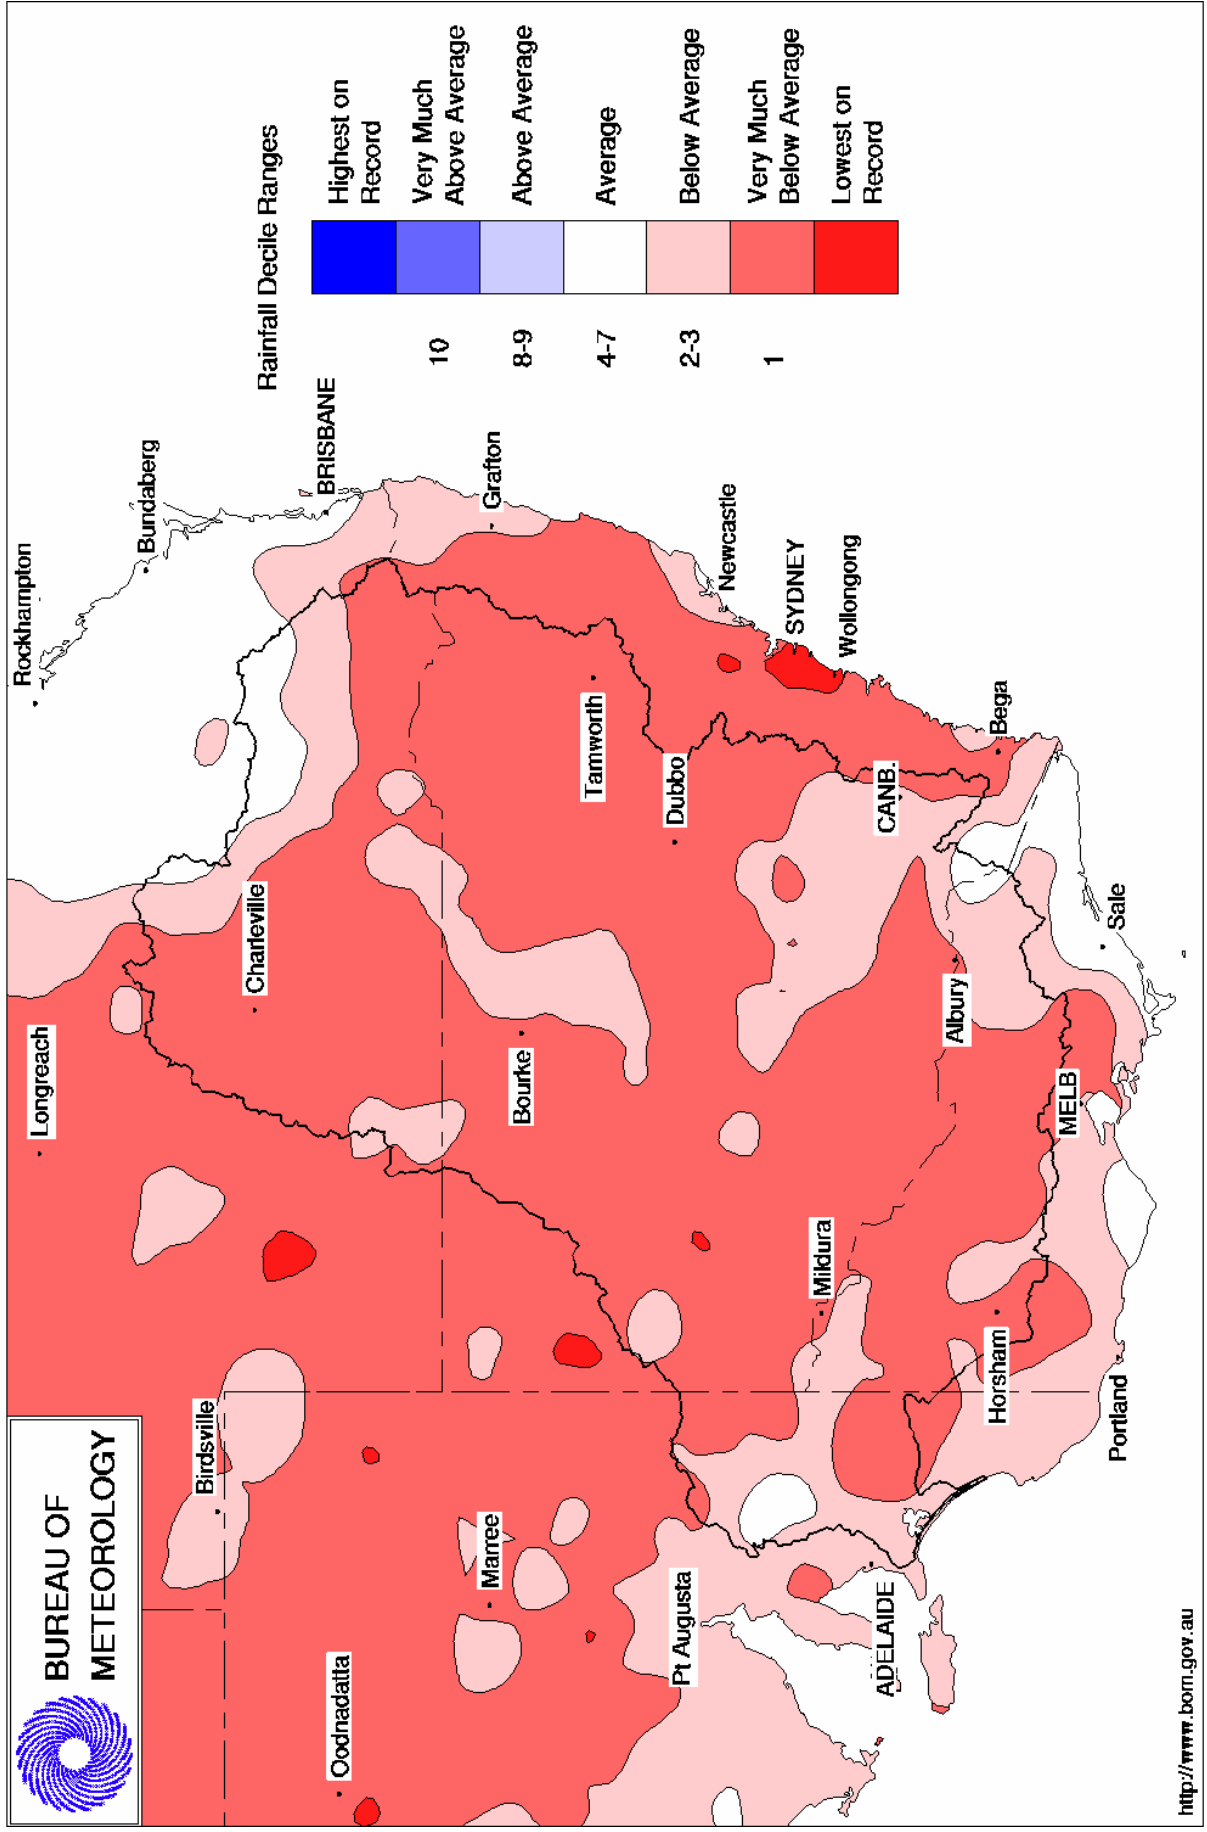 BUREAU OF
METEOROLOGY
Rainfall Decile Ranges
Highest on
Record
10
Very Much
Above Average
8-9
Above Average
4-7
Average
2-3
Below Average
1
Very Much
Below Average
Lowest on
Record
Longreach
Rockhampton
Bundaberg
Birdsville
Charleville
BRISBANE
Oodnadatta
Marree
Bourke
Grafton
Tamworth
Pt Augusta
Dubbo
Newcastle
SYDNEY
Mildura
Wollongong
ADELAIDE
CANB.
Albury
Horsham
Bega
MELB
Portland
Sale
http://www.bom.gov.au